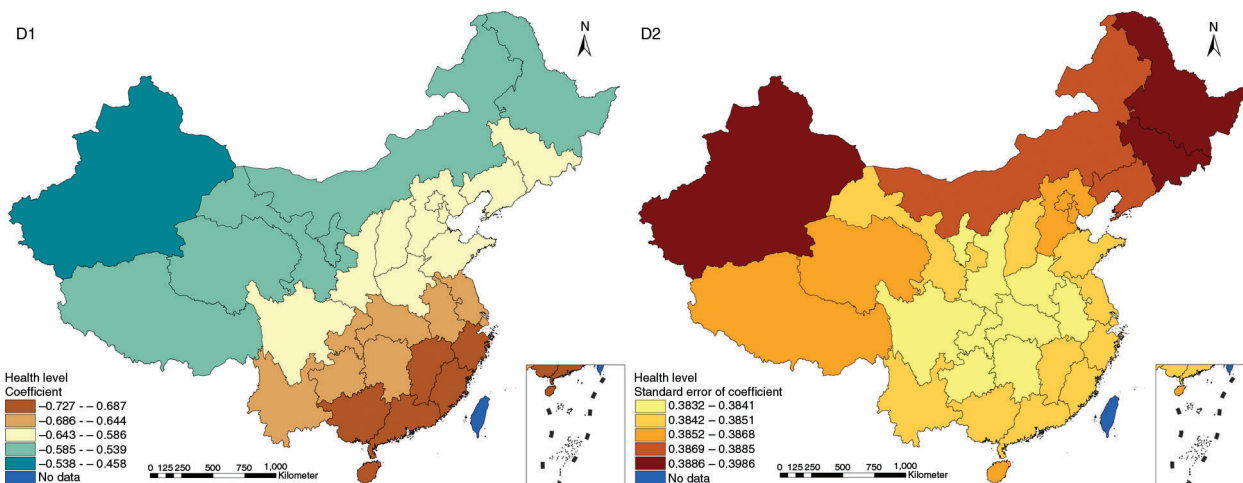 D1
N
Health level
Coefficient
−0.727 - − 0.687
−0.686 - − 0.644
−0.643 - − 0.586
−0.585 - − 0.539
−0.538 - − 0.458
No data
0 125 250 500 750 1,000
Kilometer
D2
N
Health level
Standard error of coefficient
0.3832 – 0.3841
0.3842 – 0.3851
0.3852 – 0.3868
0.3869 – 0.3885
0.3886 – 0.3986
No data
0 125 250 500 750 1,000
Kilometer